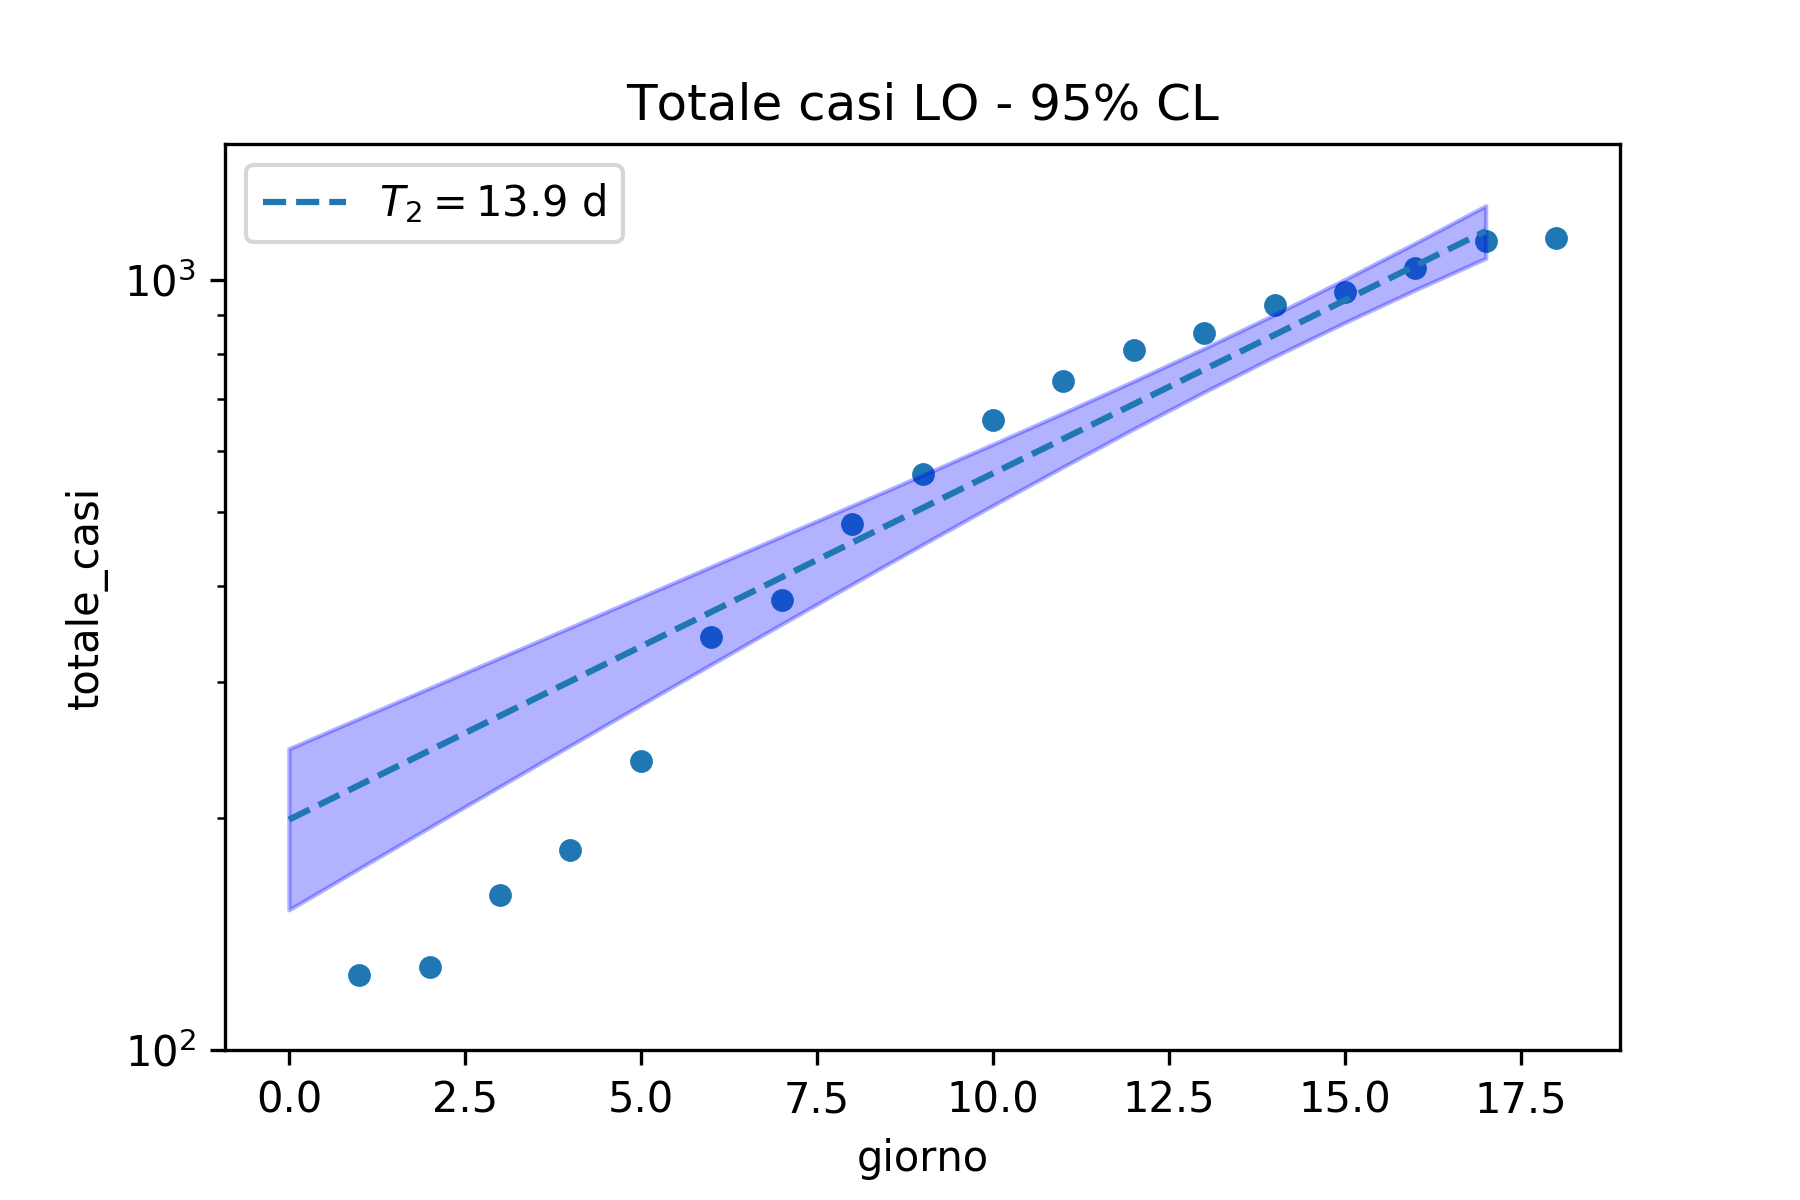 Totale casi LO - 95% CL
T₂ = 13.9 d
10³
10²
totale_casi
0.0 2.5 5.0 7.5 10.0 12.5 15.0 17.5
giorno